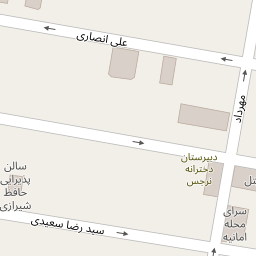 علی انصاری
مهرداد
دبیرستان
دخترانه
نرجس
سالن
پذیرایی
حافظ
شیرازی
سید رضا سعیدی
سرای
محله
امانیه